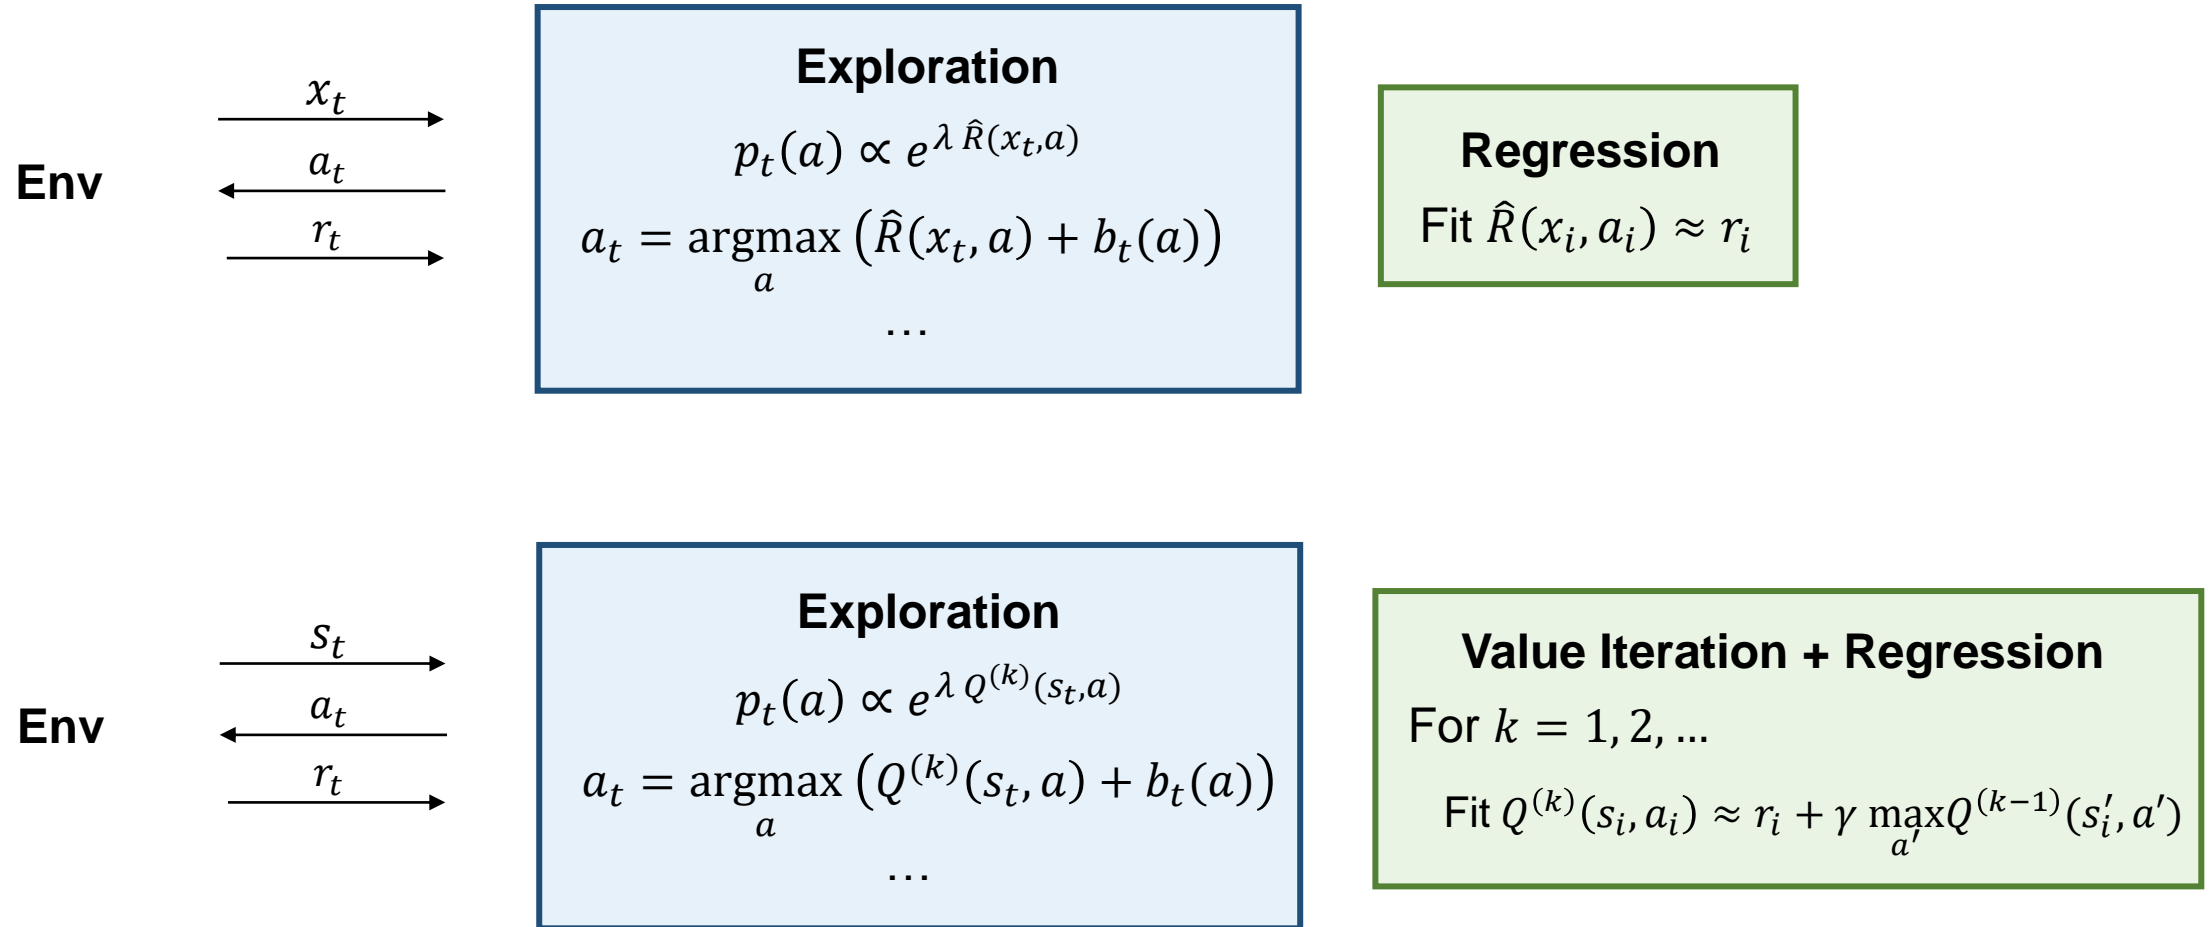 Env
x_t
a_t
r_t
Exploration
p_t(a) ∝ e^{λ R̂(x_t,a)}
a_t = argmax_a (R̂(x_t, a) + b_t(a))
…
Regression
Fit R̂(x_i, a_i) ≈ r_i
Env
s_t
a_t
r_t
Exploration
p_t(a) ∝ e^{λ Q^{(k)}(s_t,a)}
a_t = argmax_a (Q^{(k)}(s_t, a) + b_t(a))
…
Value Iteration + Regression
For k = 1, 2, …
Fit Q^{(k)}(s_i, a_i) ≈ r_i + γ max_{a′} Q^{(k−1)}(s_i′, a′)